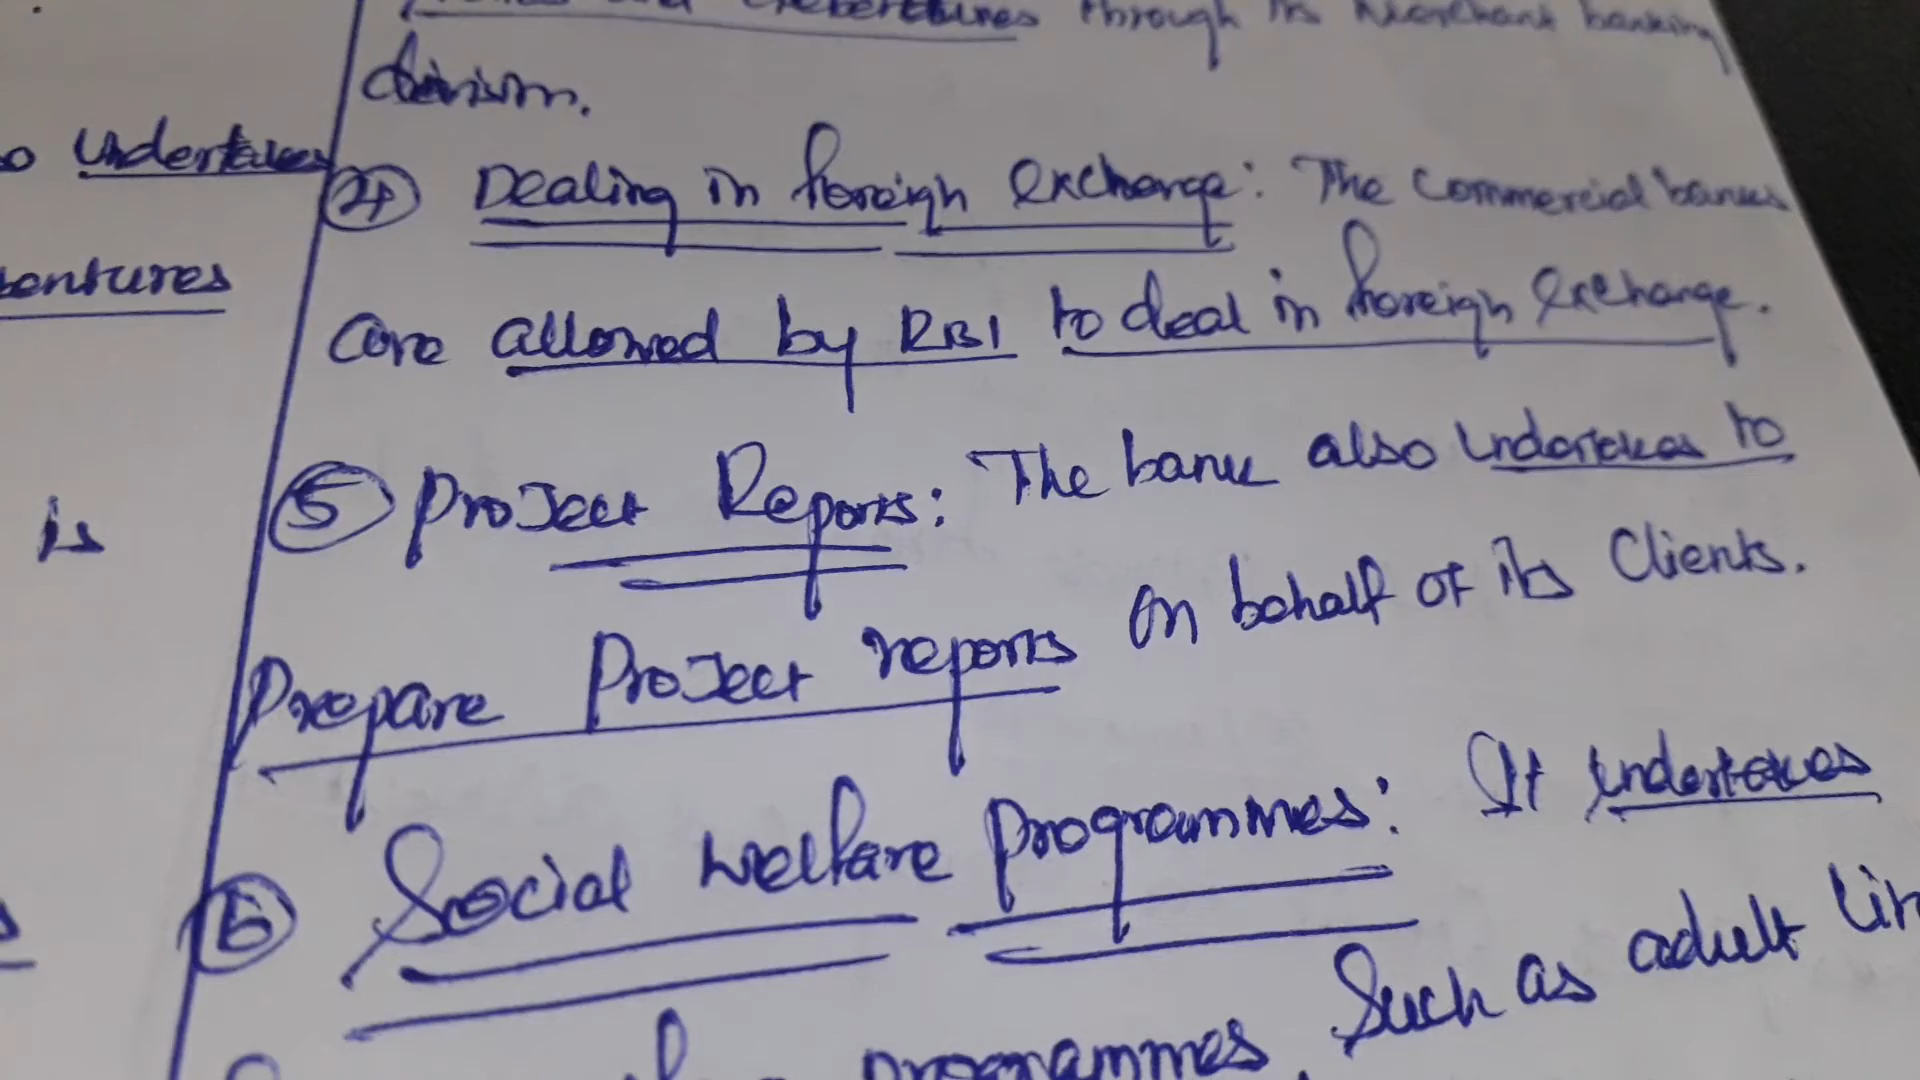 debentures through its Merchant banking
division.
④ Dealing in foreign exchange: The commercial banks
are allowed by RBI to deal in foreign exchange.
⑤ Project Reports: The bank also undertakes to
Prepare Project reports on behalf of its clients.
⑥ Social welfare programmes: It undertakes
programmes, such as adult
undertakes
entures
is